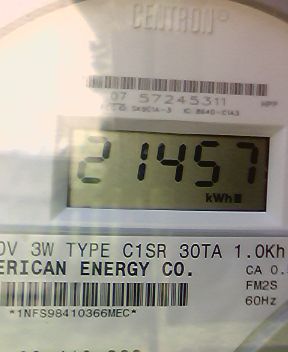 CENTRON
07 57245311 HPP
21457
kWh
0V 3W TYPE C1SR 30TA 1.0Kh
ERICAN ENERGY CO. CA 0.
FM2S
*1NFS98410366MEC* 60Hz